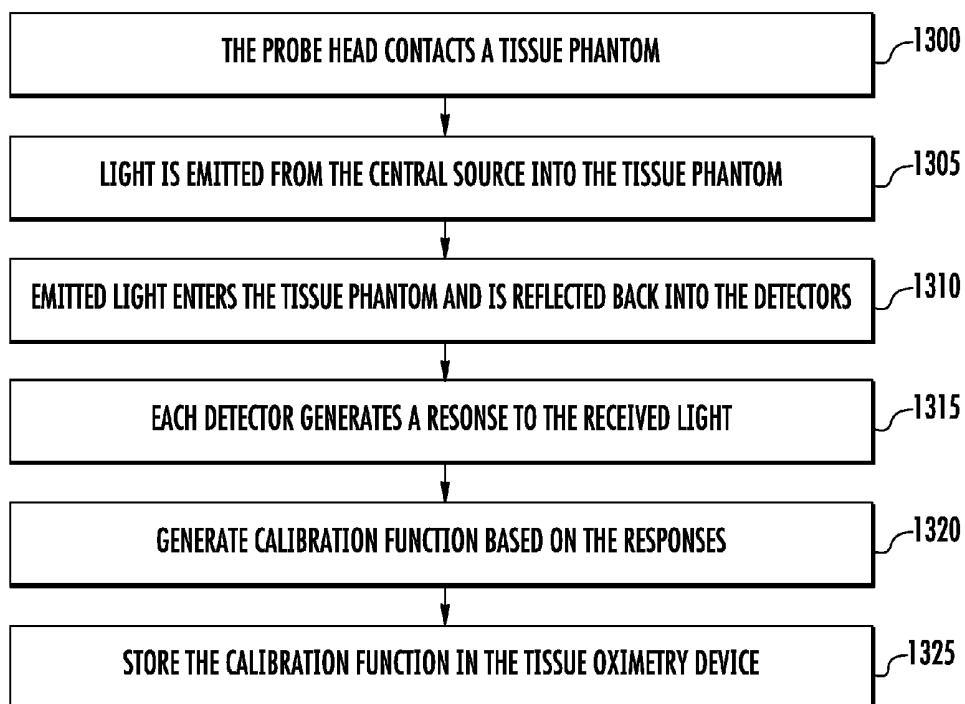 THE PROBE HEAD CONTACTS A TISSUE PHANTOM
1300
LIGHT IS EMITTED FROM THE CENTRAL SOURCE INTO THE TISSUE PHANTOM
1305
EMITTED LIGHT ENTERS THE TISSUE PHANTOM AND IS REFLECTED BACK INTO THE DETECTORS
1310
EACH DETECTOR GENERATES A RESONSE TO THE RECEIVED LIGHT
1315
GENERATE CALIBRATION FUNCTION BASED ON THE RESPONSES
1320
STORE THE CALIBRATION FUNCTION IN THE TISSUE OXIMETRY DEVICE
1325